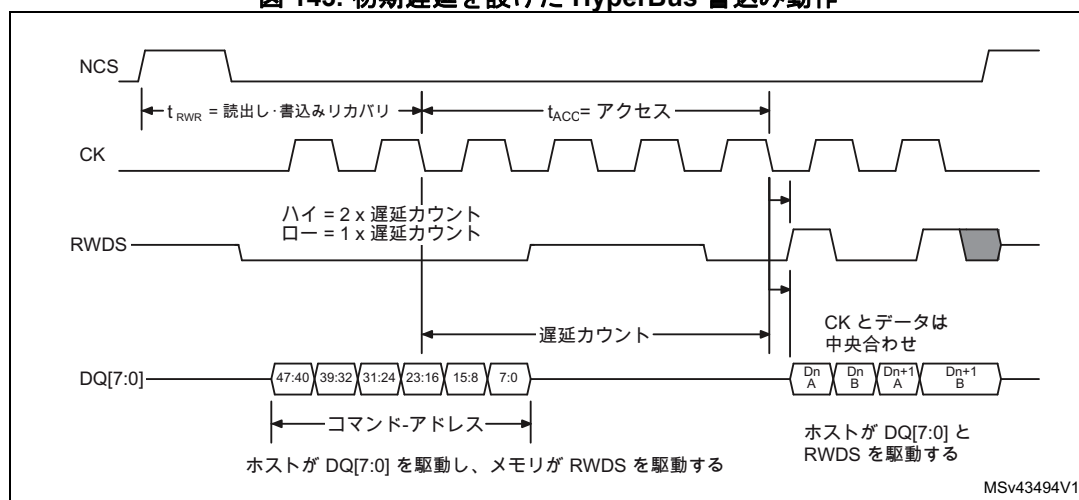 図 143. 初期遅延を設けた HyperBus 書込み動作
NCS
t RWR = 読出し·書込みリカバリ
tACC= アクセス
CK
ハイ = 2 x 遅延カウント
ロー = 1 x 遅延カウント
RWDS
遅延カウント
CK とデータは
中央合わせ
DQ[7:0]
47:40 39:32 31:24 23:16 15:8 7:0
Dn A
Dn B
Dn+1 A
Dn+1 B
コマンド-アドレス
ホストが DQ[7:0] を駆動し、メモリが RWDS を駆動する
ホストが DQ[7:0] と
RWDS を駆動する
MSv43494V1